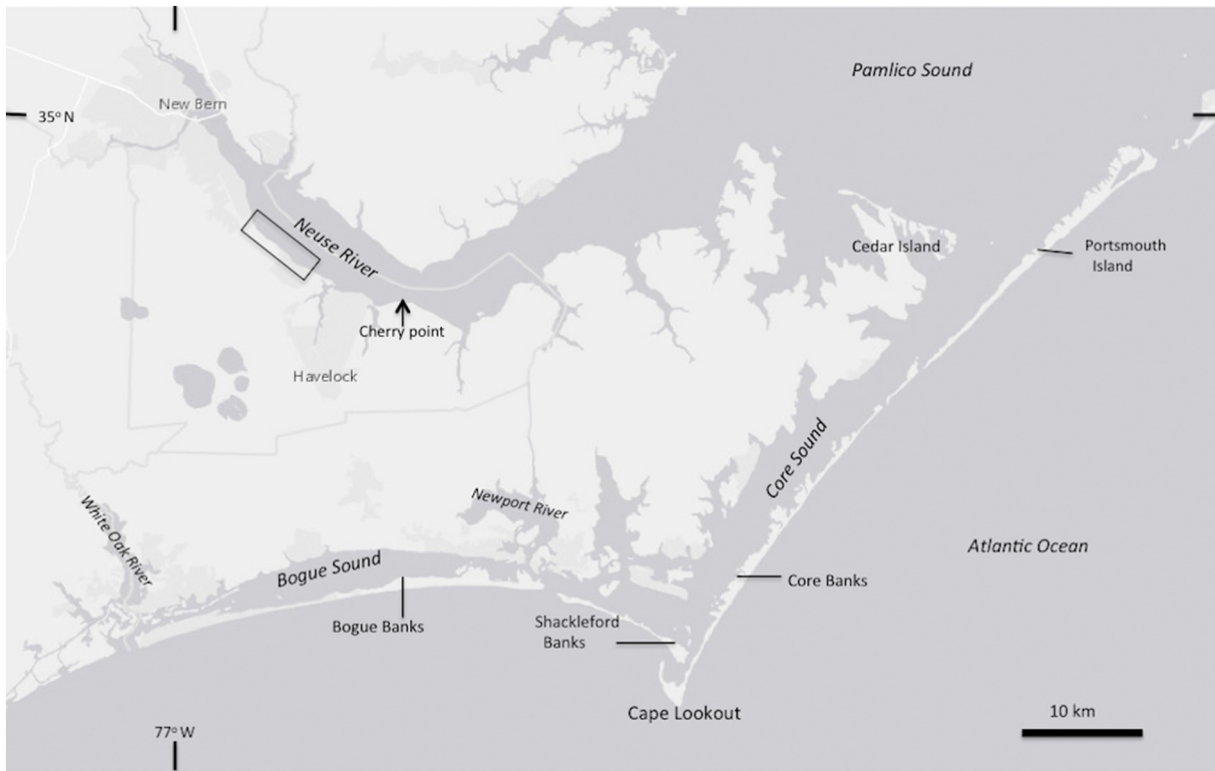 Pamlico Sound
New Bern
35° N
Neuse River
Cedar Island
Portsmouth
Island
Cherry point
Havelock
Core Sound
White Oak River
Newport River
Atlantic Ocean
Bogue Sound
Core Banks
Bogue Banks
Shackleford
Banks
Cape Lookout
10 km
77° W